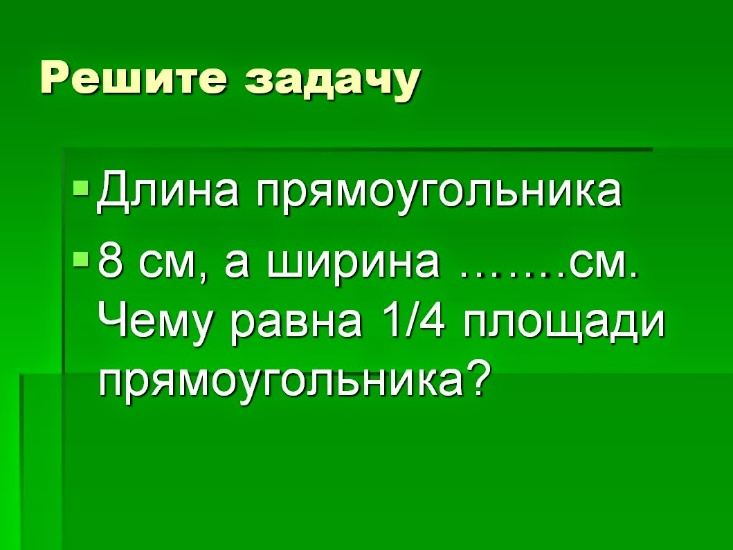 Решите задачу
Длина прямоугольника
8 см, а ширина …….см.
Чему равна 1/4 площади
прямоугольника?